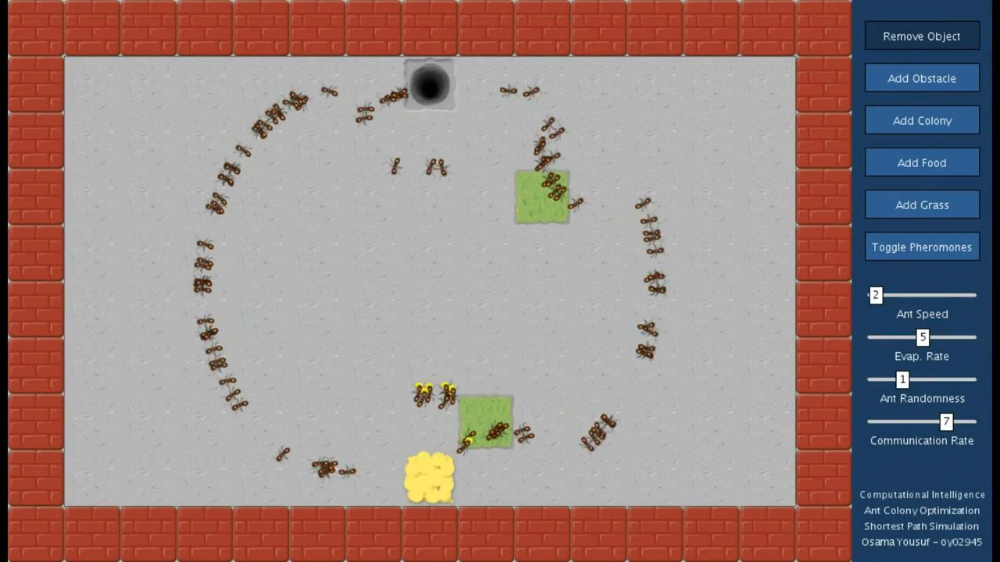 Remove Object
Add Obstacle
Add Colony
Add Food
Add Grass
Toggle Pheromones
2
Ant Speed
5
Evap. Rate
1
Ant Randomness
7
Communication Rate
Computational Intelligence
Ant Colony Optimization
Shortest Path Simulation
Osama Yousuf - oy02945